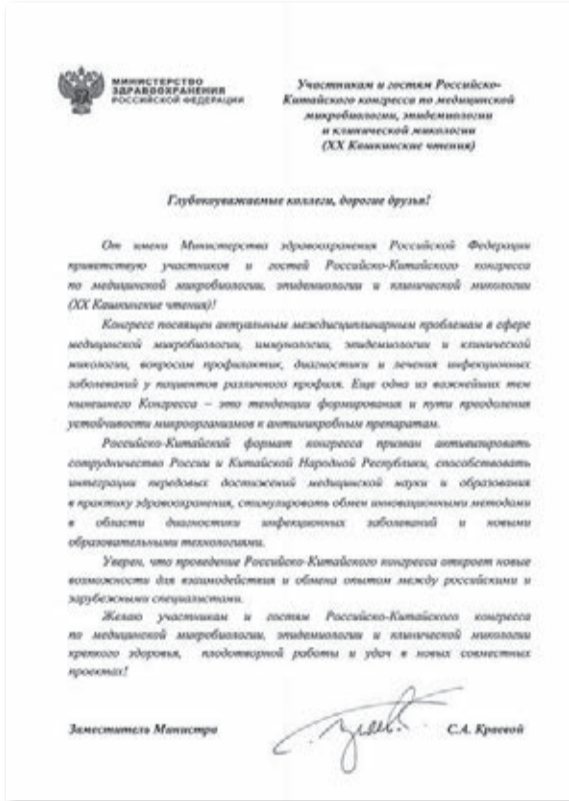 МИНИСТЕРСТВО
ЗДРАВООХРАНЕНИЯ
РОССИЙСКОЙ ФЕДЕРАЦИИ
Участникам и гостям Российско-
Китайского конгресса по медицинской
микробиологии, эпидемиологии
и клинической микологии
(XX Кашкинские чтения)
Глубокоуважаемые коллеги, дорогие друзья!
От имени Министерства здравоохранения Российской Федерации
приветствую участников и гостей Российско-Китайского конгресса
по медицинской микробиологии, эпидемиологии и клинической микологии
(XX Кашкинские чтения)!
Конгресс посвящен актуальным междисциплинарным проблемам в сфере
медицинской микробиологии, иммунологии, эпидемиологии и клинической
микологии, вопросам профилактик, диагностики и лечения инфекционных
заболеваний у пациентов различного профиля. Еще одна из важнейших тем
нынешнего Конгресса – это тенденции формирования и пути преодоления
устойчивости микроорганизмов к антимикробным препаратам.
Российско-Китайский формат конгресса призван активизировать
сотрудничество России и Китайской Народной Республики, способствовать
интеграции передовых достижений медицинской науки и образования
в практику здравоохранения, стимулировать обмен инновационными методами
в области диагностики инфекционных заболеваний и новыми
образовательными технологиями.
Уверен, что проведение Российско-Китайского конгресса откроет новые
возможности для взаимодействия и обмена опытом между российскими и
зарубежными специалистами.
Желаю участникам и гостям Российско-Китайского конгресса
по медицинской микробиологии, эпидемиологии и клинической микологии
крепкого здоровья, плодотворной работы и удач в новых совместных
проектах!
Заместитель Министра С.А. Краевой